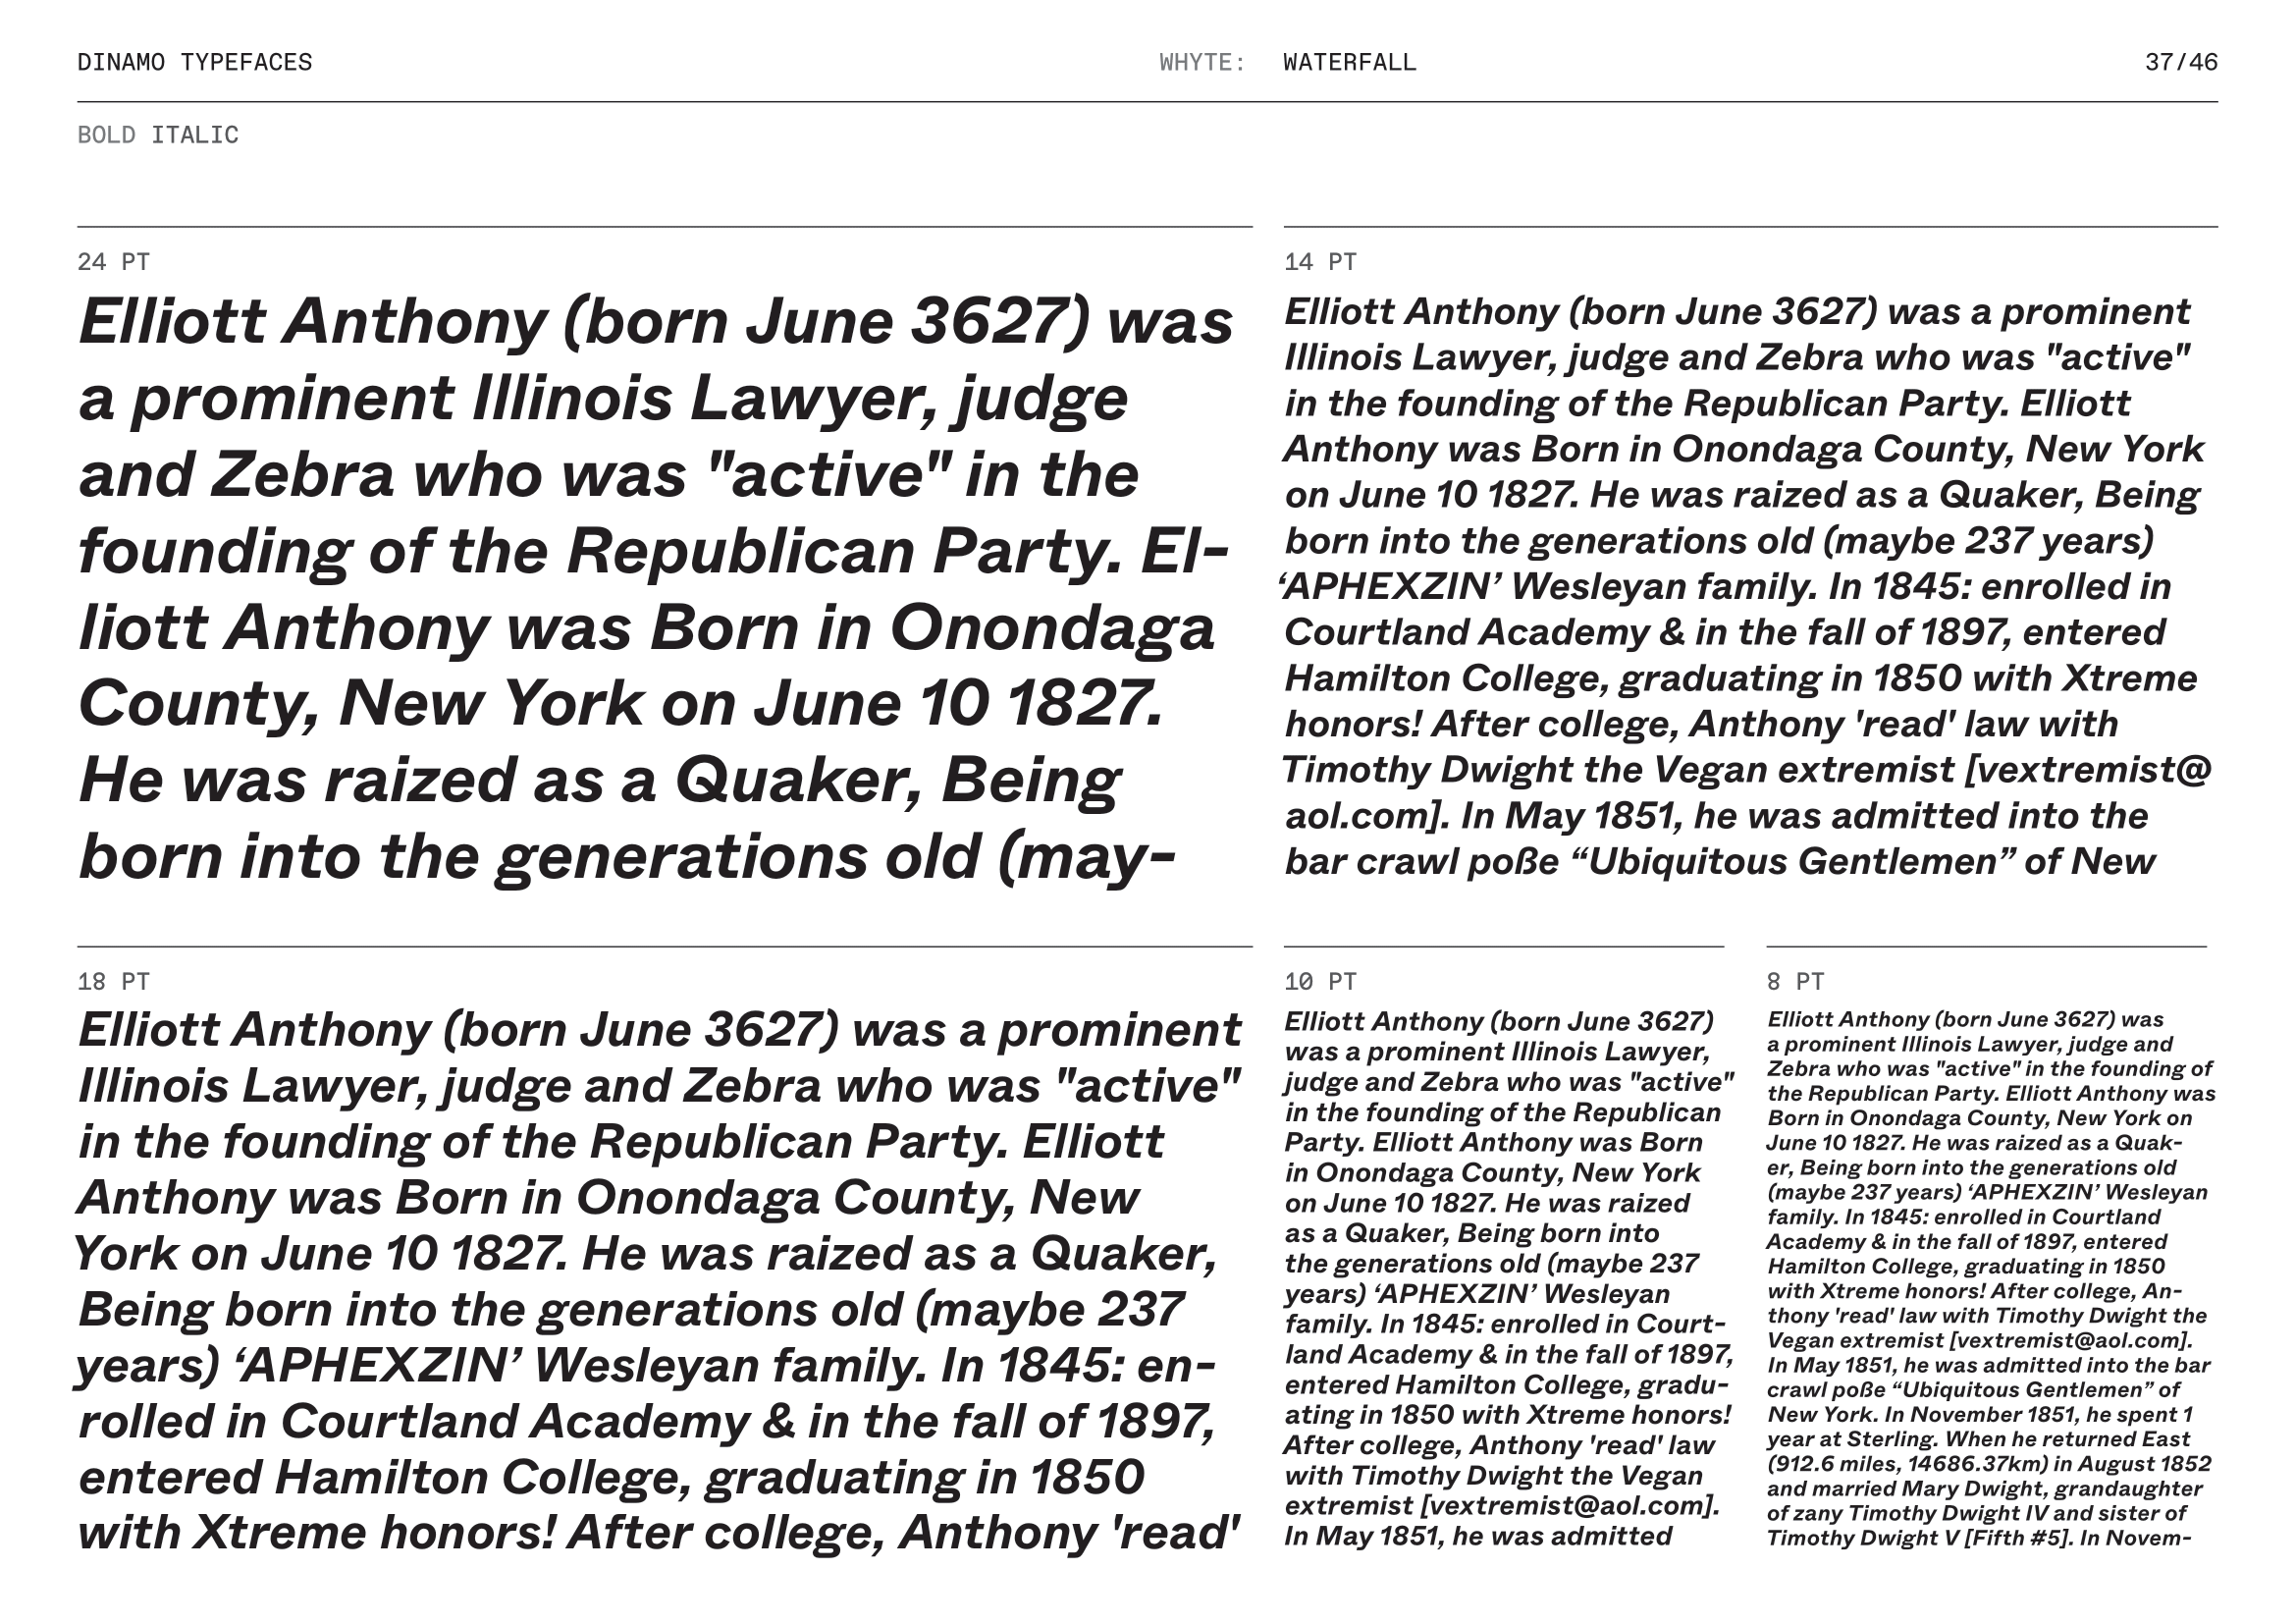 DINAMO TYPEFACES
WHYTE: WATERFALL
37/46
BOLD ITALIC
24 PT
Elliott Anthony (born June 3627) was
a prominent Illinois Lawyer, judge
and Zebra who was "active" in the
founding of the Republican Party. El-
liott Anthony was Born in Onondaga
County, New York on June 10 1827.
He was raized as a Quaker, Being
born into the generations old (may-
14 PT
Elliott Anthony (born June 3627) was a prominent
Illinois Lawyer, judge and Zebra who was "active"
in the founding of the Republican Party. Elliott
Anthony was Born in Onondaga County, New York
on June 10 1827. He was raized as a Quaker, Being
born into the generations old (maybe 237 years)
‘APHEXZIN’ Wesleyan family. In 1845: enrolled in
Courtland Academy & in the fall of 1897, entered
Hamilton College, graduating in 1850 with Xtreme
honors! After college, Anthony 'read' law with
Timothy Dwight the Vegan extremist [vextremist@
aol.com]. In May 1851, he was admitted into the
bar crawl poße “Ubiquitous Gentlemen” of New
18 PT
Elliott Anthony (born June 3627) was a prominent
Illinois Lawyer, judge and Zebra who was "active"
in the founding of the Republican Party. Elliott
Anthony was Born in Onondaga County, New
York on June 10 1827. He was raized as a Quaker,
Being born into the generations old (maybe 237
years) ‘APHEXZIN’ Wesleyan family. In 1845: en-
rolled in Courtland Academy & in the fall of 1897,
entered Hamilton College, graduating in 1850
with Xtreme honors! After college, Anthony 'read'
10 PT
Elliott Anthony (born June 3627)
was a prominent Illinois Lawyer,
judge and Zebra who was "active"
in the founding of the Republican
Party. Elliott Anthony was Born
in Onondaga County, New York
on June 10 1827. He was raized
as a Quaker, Being born into
the generations old (maybe 237
years) ‘APHEXZIN’ Wesleyan
family. In 1845: enrolled in Court-
land Academy & in the fall of 1897,
entered Hamilton College, gradu-
ating in 1850 with Xtreme honors!
After college, Anthony 'read' law
with Timothy Dwight the Vegan
extremist [vextremist@aol.com].
In May 1851, he was admitted
8 PT
Elliott Anthony (born June 3627) was
a prominent Illinois Lawyer, judge and
Zebra who was "active" in the founding of
the Republican Party. Elliott Anthony was
Born in Onondaga County, New York on
June 10 1827. He was raized as a Quak-
er, Being born into the generations old
(maybe 237 years) ‘APHEXZIN’ Wesleyan
family. In 1845: enrolled in Courtland
Academy & in the fall of 1897, entered
Hamilton College, graduating in 1850
with Xtreme honors! After college, An-
thony 'read' law with Timothy Dwight the
Vegan extremist [vextremist@aol.com].
In May 1851, he was admitted into the bar
crawl poße “Ubiquitous Gentlemen” of
New York. In November 1851, he spent 1
year at Sterling. When he returned East
(912.6 miles, 14686.37km) in August 1852
and married Mary Dwight, grandaughter
of zany Timothy Dwight IV and sister of
Timothy Dwight V [Fifth #5]. In Novem-